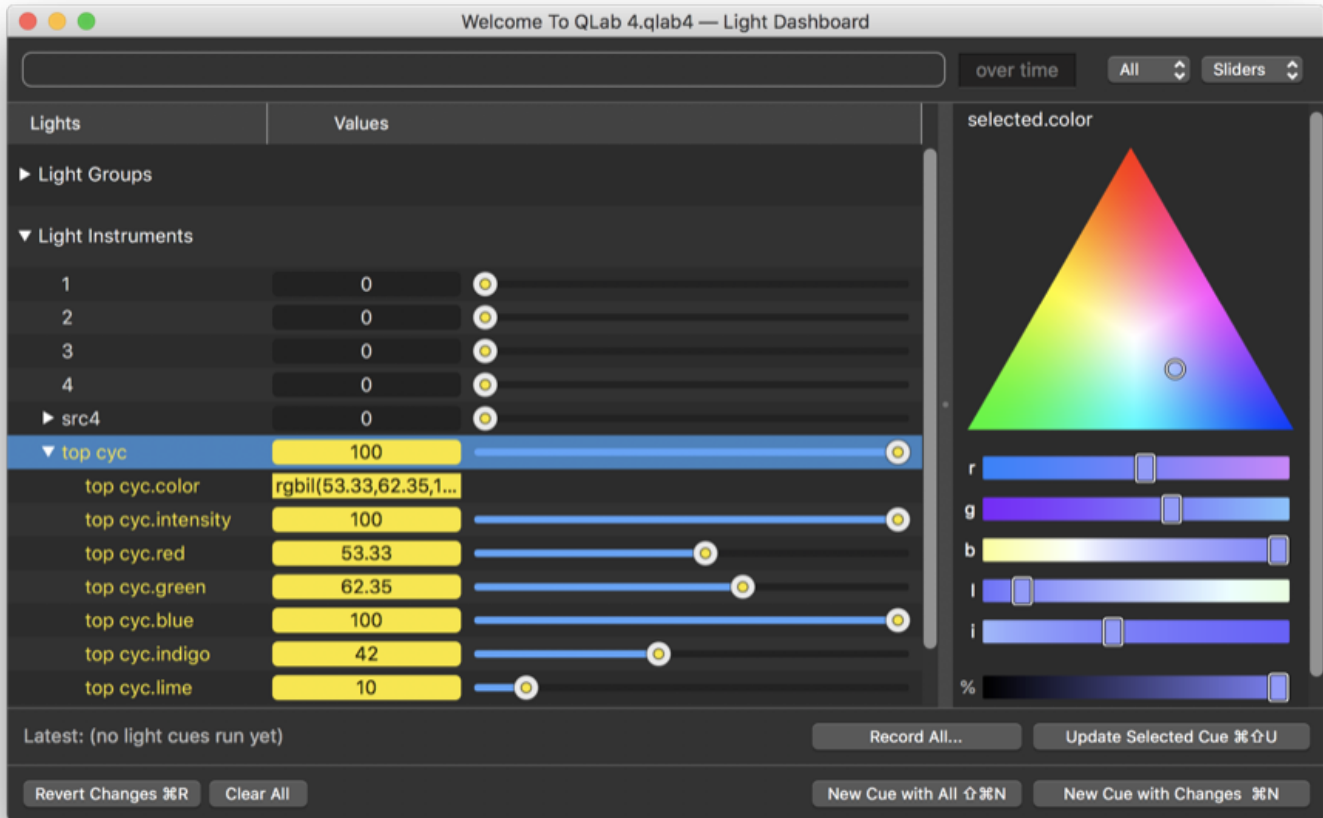 Welcome To QLab 4.qlab4 — Light Dashboard
over time All Sliders
Lights Values
selected.color
Light Groups
Light Instruments
1 0
2 0
3 0
4 0
src4 0
top cyc 100
top cyc.color rgbil(53.33,62.35,1...
top cyc.intensity 100
top cyc.red 53.33
top cyc.green 62.35
top cyc.blue 100
top cyc.indigo 42
top cyc.lime 10
r
g
b
l
i
%
Latest: (no light cues run yet)
Record All...
Update Selected Cue ⌘⇧U
Revert Changes ⌘R
Clear All
New Cue with All ⇧⌘N
New Cue with Changes ⌘N